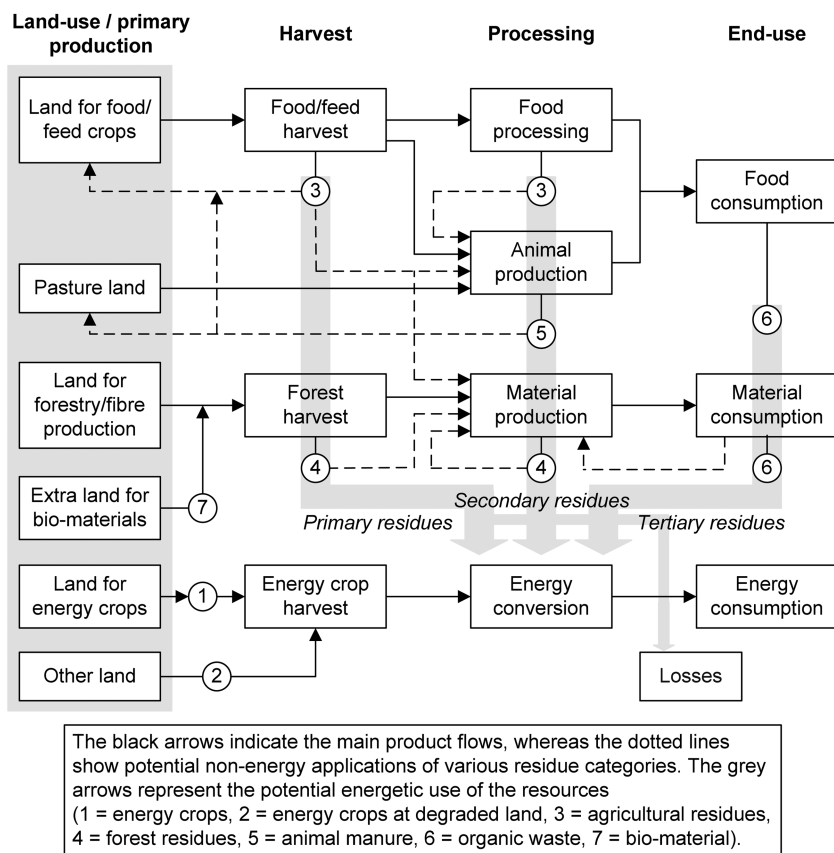 Land-use / primary
production
Harvest
Processing
End-use
Land for food/
feed crops
Food/feed
harvest
Food
processing
3
3
Food
consumption
Animal
production
Pasture land
5
6
Land for
forestry/fibre
production
Forest
harvest
Material
production
Material
consumption
4
4
6
Extra land for
bio-materials
7
Primary residues
Secondary residues
Tertiary residues
Land for
energy crops
1
Energy crop
harvest
Energy
conversion
Energy
consumption
Other land
2
Losses
The black arrows indicate the main product flows, whereas the dotted lines
show potential non-energy applications of various residue categories. The grey
arrows represent the potential energetic use of the resources
(1 = energy crops, 2 = energy crops at degraded land, 3 = agricultural residues,
4 = forest residues, 5 = animal manure, 6 = organic waste, 7 = bio-material).